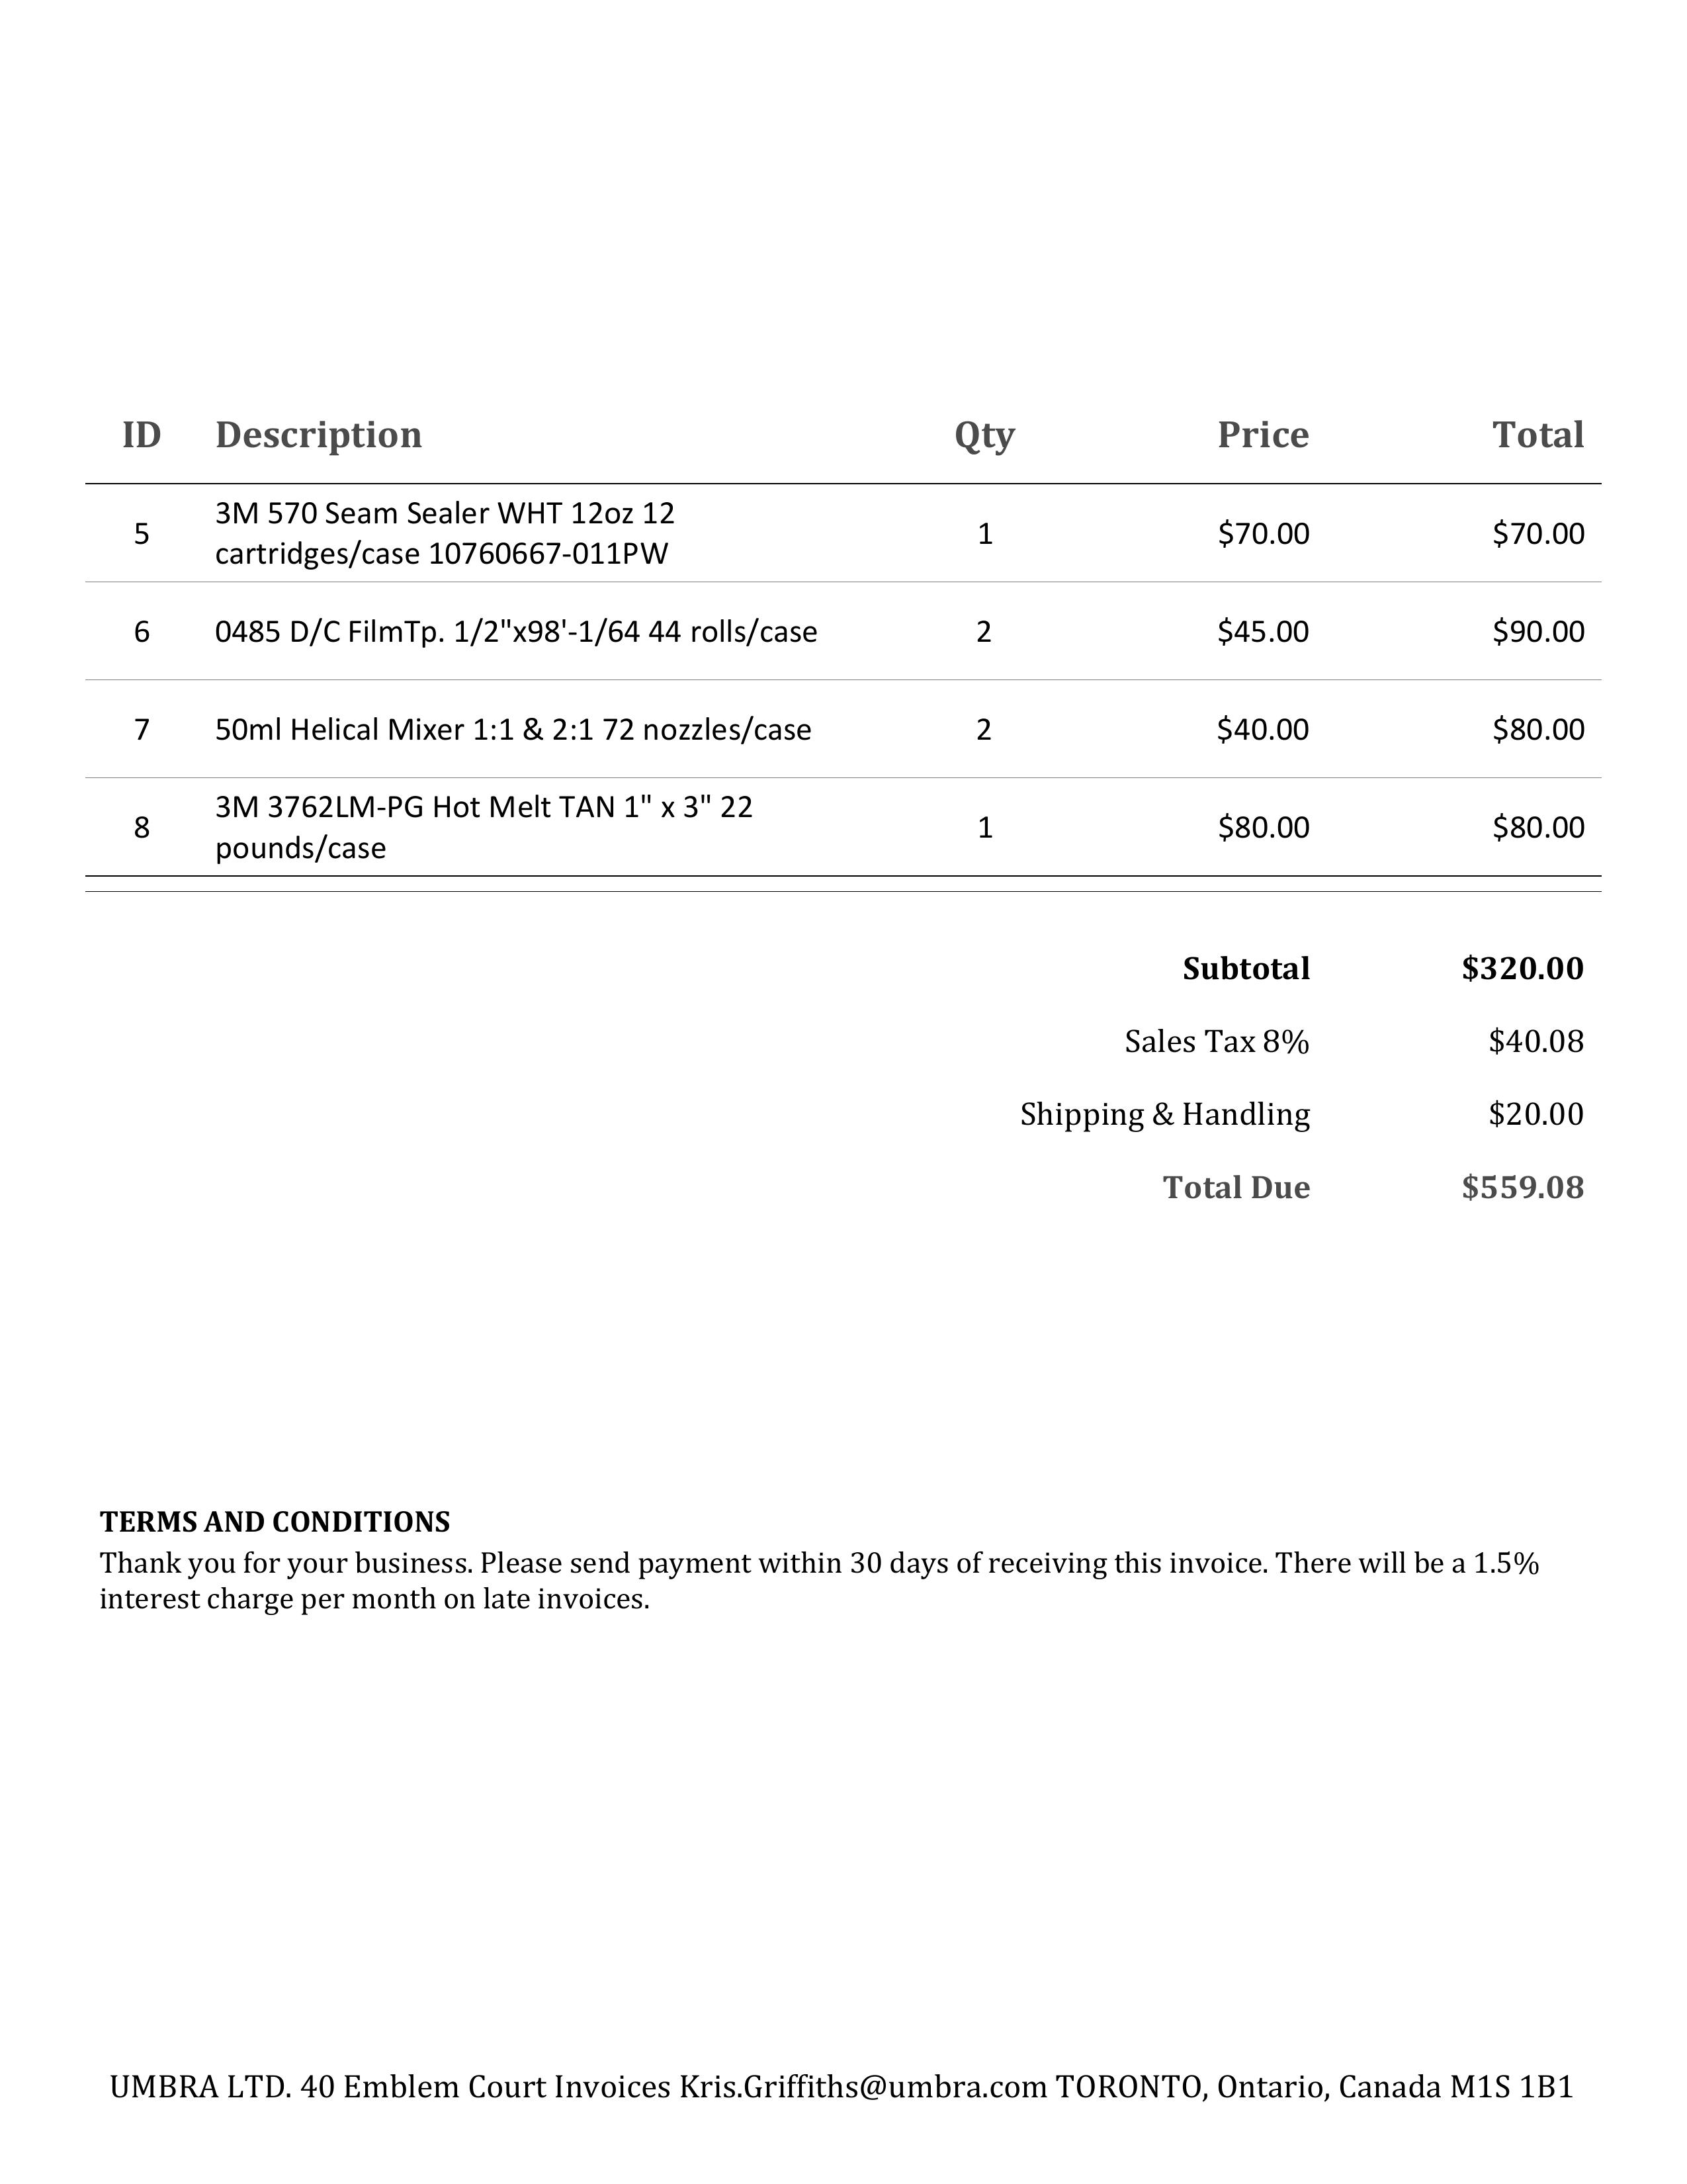 ID Description Qty Price Total
5 3M 570 Seam Sealer WHT 12oz 12 cartridges/case 10760667-011PW 1 $70.00 $70.00
6 0485 D/C FilmTp. 1/2"x98'-1/64 44 rolls/case 2 $45.00 $90.00
7 50ml Helical Mixer 1:1 & 2:1 72 nozzles/case 2 $40.00 $80.00
8 3M 3762LM-PG Hot Melt TAN 1" x 3" 22 pounds/case 1 $80.00 $80.00
Subtotal $320.00
Sales Tax 8% $40.08
Shipping & Handling $20.00
Total Due $559.08
TERMS AND CONDITIONS
Thank you for your business. Please send payment within 30 days of receiving this invoice. There will be a 1.5%
interest charge per month on late invoices.
UMBRA LTD. 40 Emblem Court Invoices Kris.Griffiths@umbra.com TORONTO, Ontario, Canada M1S 1B1